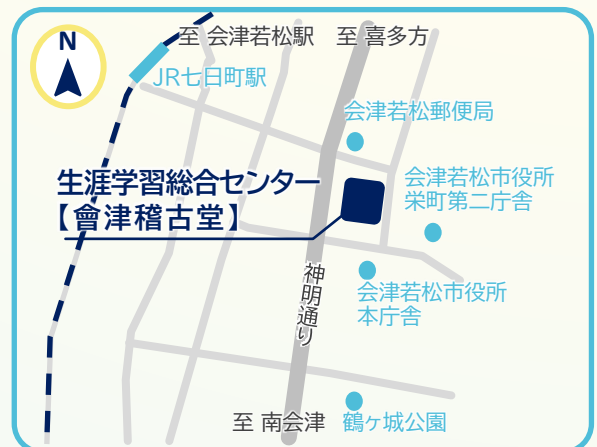 N
至 会津若松駅
至 喜多方
JR七日町駅
会津若松郵便局
生涯学習総合センター
【會津稽古堂】
会津若松市役所
栄町第二庁舎
神明通り
会津若松市役所
本庁舎
至 南会津
鶴ヶ城公園